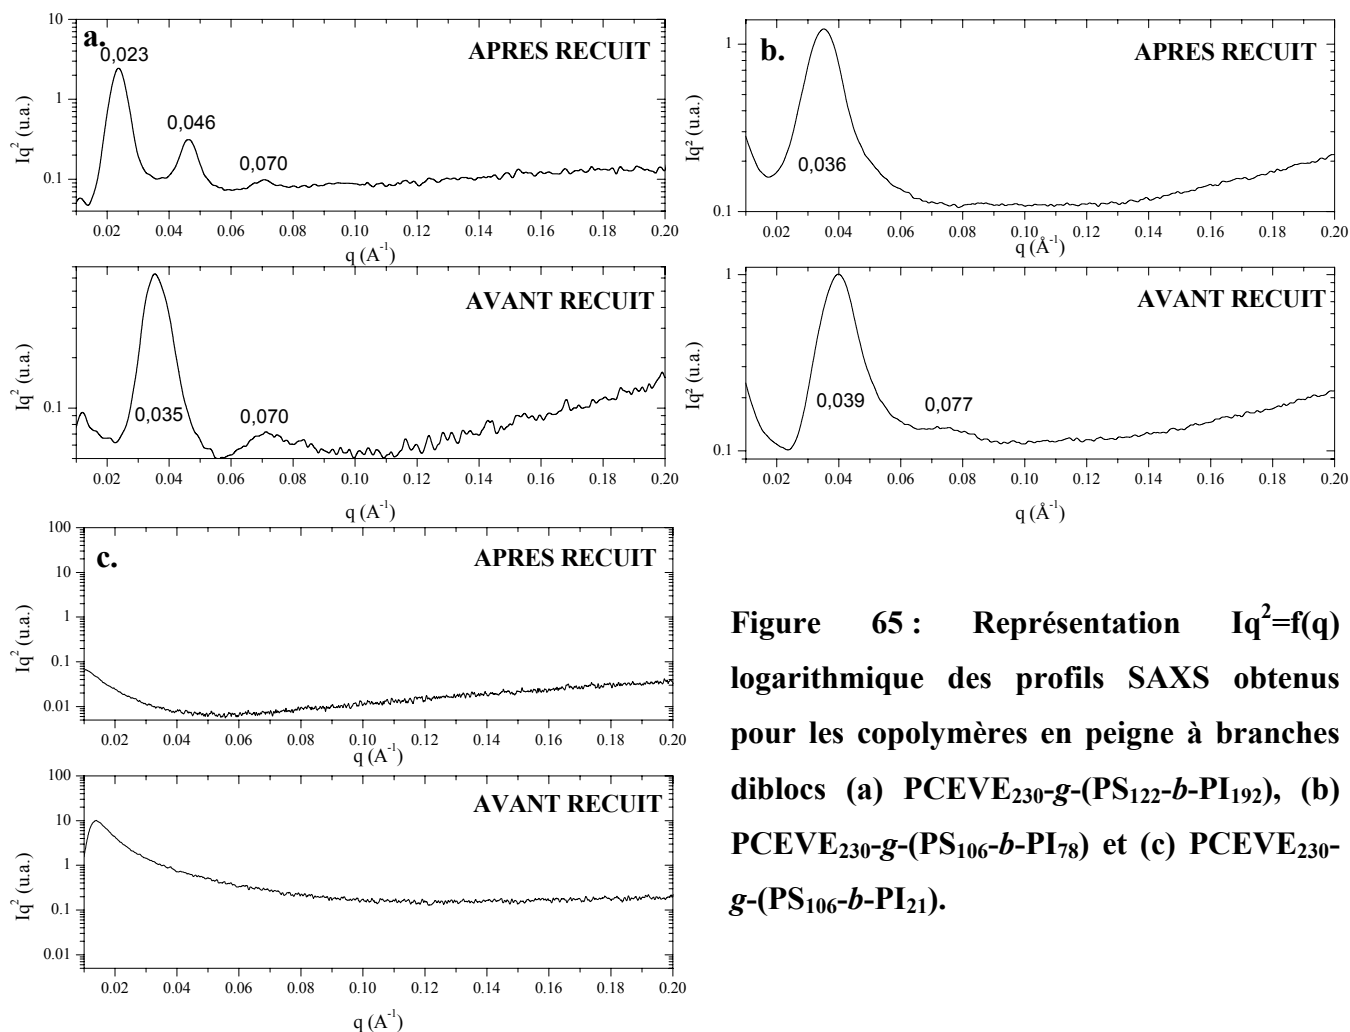 a.
APRES RECUIT
Iq² (u.a.)
10
1
0.1
0,023
0,046
0,070
0.02 0.04 0.06 0.08 0.10 0.12 0.14 0.16 0.18 0.20
q (A⁻¹)
AVANT RECUIT
Iq² (u.a.)
0.1
0,035
0,070
0.02 0.04 0.06 0.08 0.10 0.12 0.14 0.16 0.18 0.20
q (A⁻¹)
b.
APRES RECUIT
Iq² (u.a.)
1
0.1
0,036
0.02 0.04 0.06 0.08 0.10 0.12 0.14 0.16 0.18 0.20
q (Å⁻¹)
AVANT RECUIT
Iq² (u.a.)
1
0.1
0,039
0,077
0.02 0.04 0.06 0.08 0.10 0.12 0.14 0.16 0.18 0.20
q (Å⁻¹)
c.
APRES RECUIT
Iq² (u.a.)
100
10
1
0.1
0.01
0.02 0.04 0.06 0.08 0.10 0.12 0.14 0.16 0.18 0.20
q (A⁻¹)
AVANT RECUIT
Iq² (u.a.)
100
10
1
0.1
0.01
0.02 0.04 0.06 0.08 0.10 0.12 0.14 0.16 0.18 0.20
q (A⁻¹)
Figure 65 : Représentation Iq²=f(q)
logarithmique des profils SAXS obtenus
pour les copolymères en peigne à branches
diblocs (a) PCEVE₂₃₀-g-(PS₁₂₂-b-PI₁₉₂), (b)
PCEVE₂₃₀-g-(PS₁₀₆-b-PI₇₈) et (c) PCEVE₂₃₀-
g-(PS₁₀₆-b-PI₂₁).